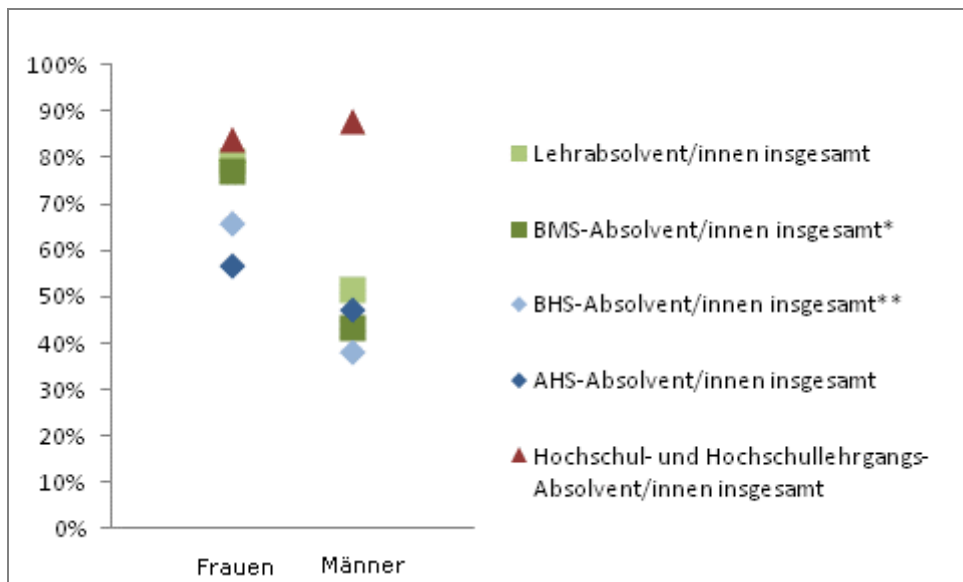 100%
90%
80%
70%
60%
50%
40%
30%
20%
10%
0%
Frauen
Männer
Lehrabsolvent/innen insgesamt
BMS-Absolvent/innen insgesamt*
BHS-Absolvent/innen insgesamt**
AHS-Absolvent/innen insgesamt
Hochschul- und Hochschullehrgangs-
Absolvent/innen insgesamt